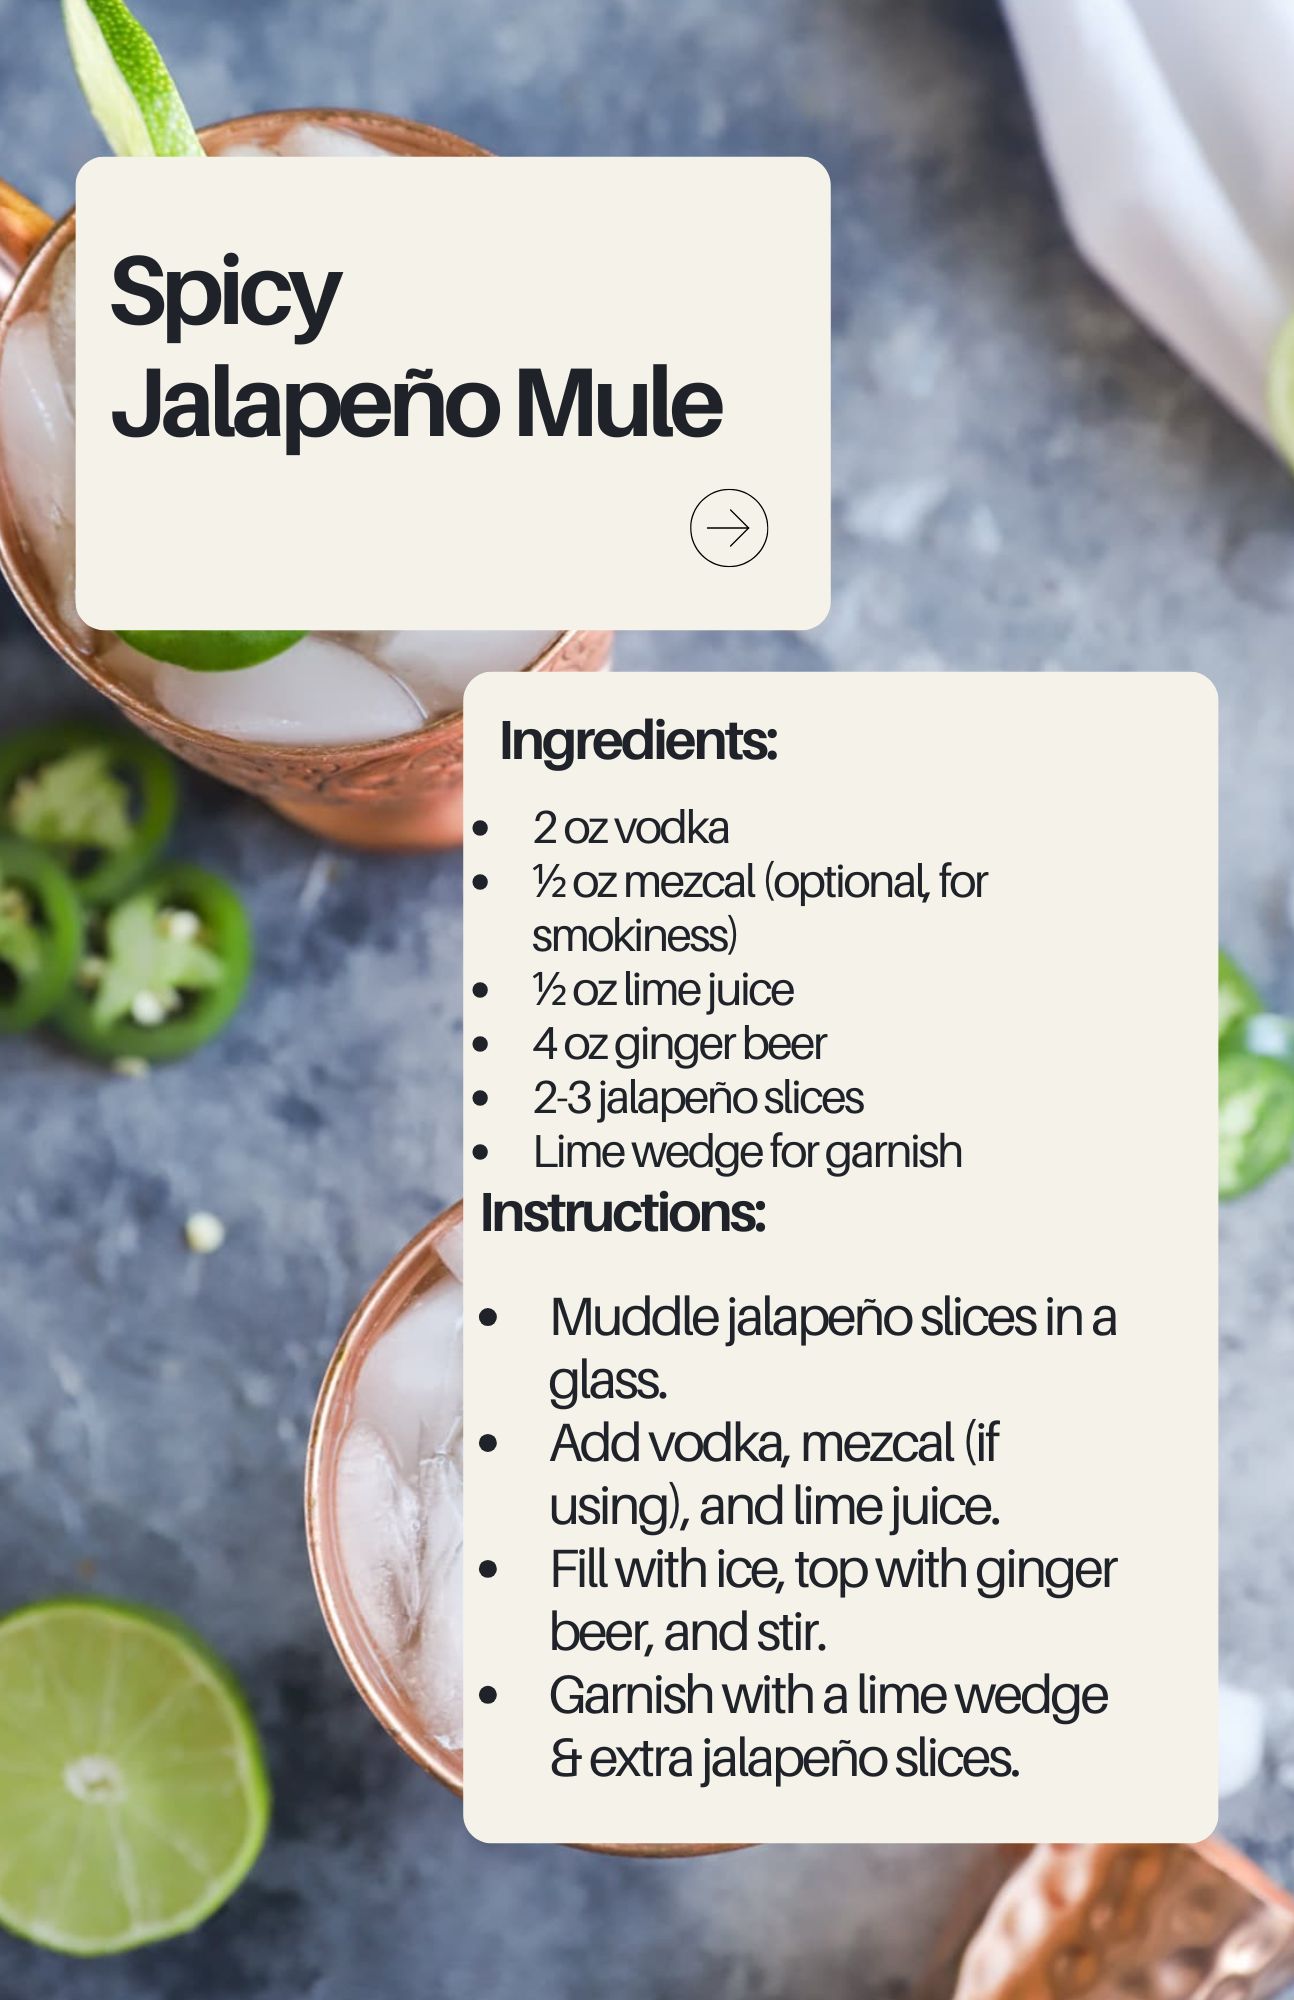 Spicy
Jalapeño Mule
Ingredients:
• 2 oz vodka
• ½ oz mezcal (optional, for
smokiness)
• ½ oz lime juice
• 4 oz ginger beer
• 2-3 jalapeño slices
• Lime wedge for garnish
Instructions:
• Muddle jalapeño slices in a
glass.
• Add vodka, mezcal (if
using), and lime juice.
• Fill with ice, top with ginger
beer, and stir.
• Garnish with a lime wedge
& extra jalapeño slices.